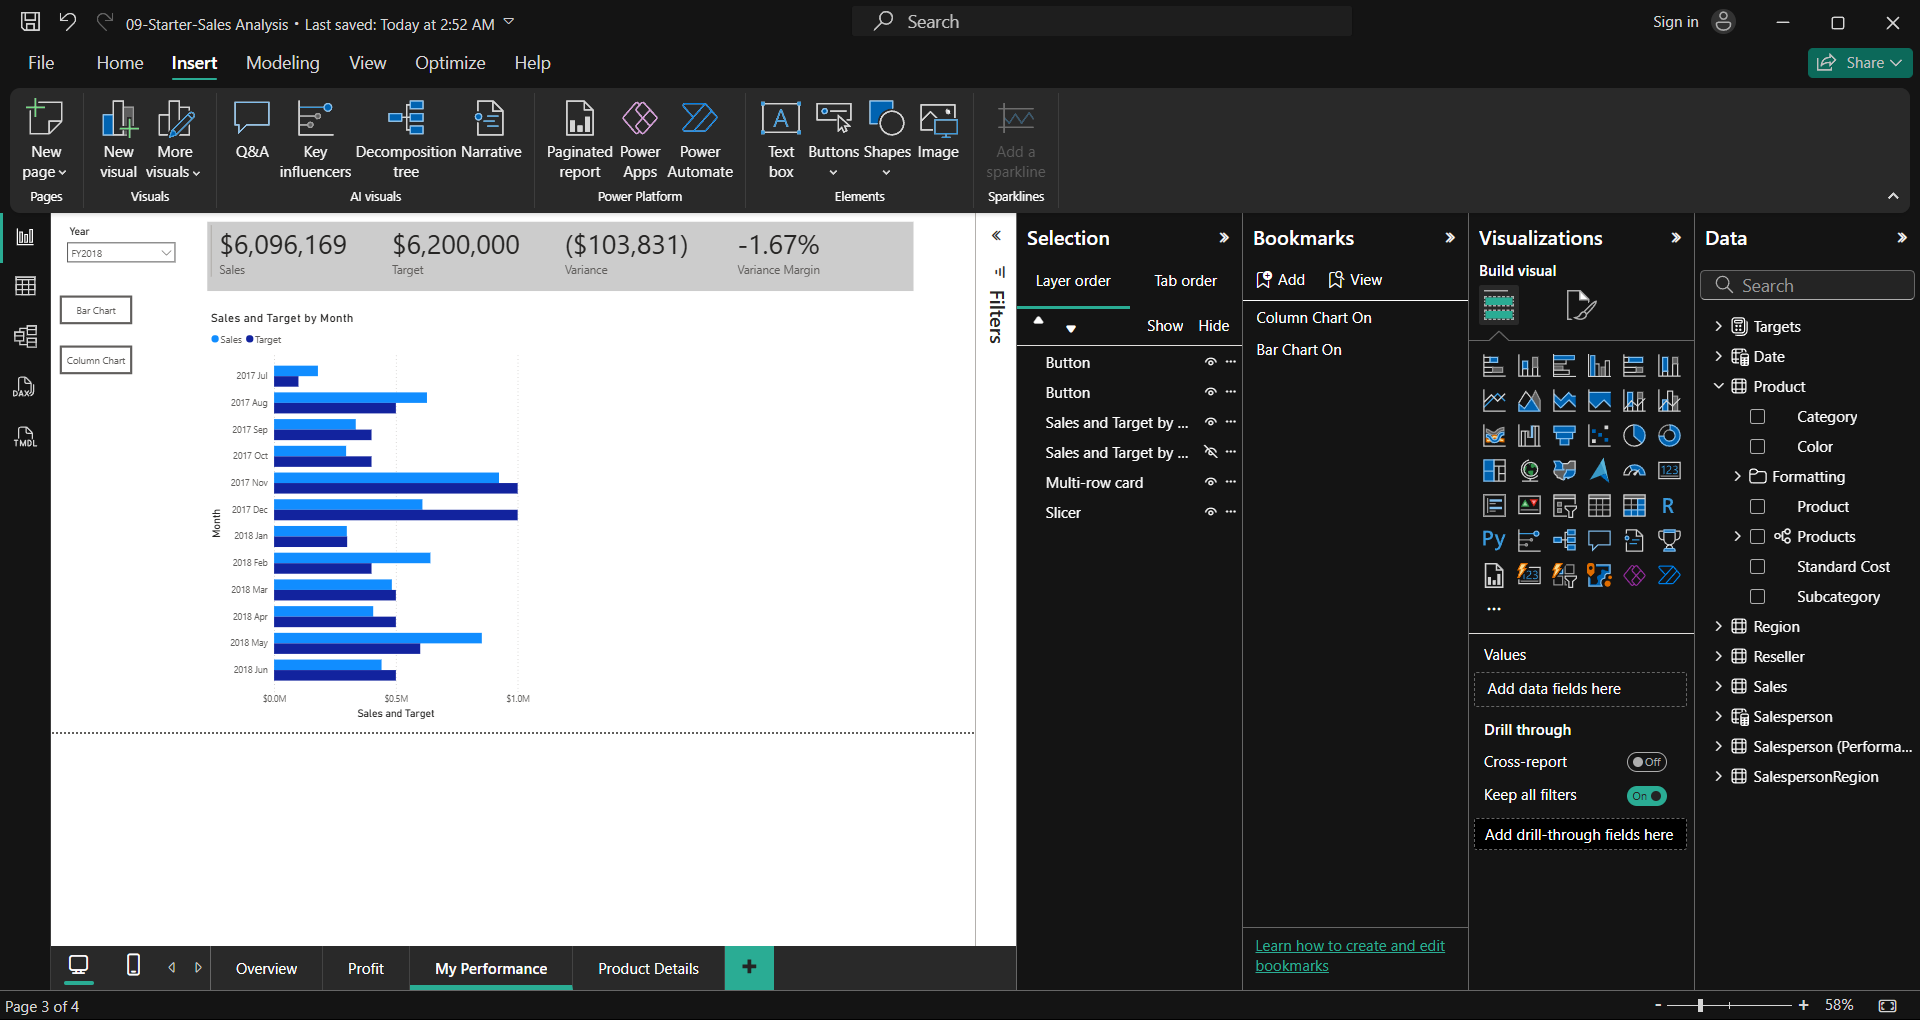 09-Starter-Sales Analysis • Last saved: Today at 2:52 AM
Search
Sign in
File Home Insert Modeling View Optimize Help
Share
New page
Pages
New visual
More visuals
Visuals
Q&A
Key influencers
Decomposition tree
Narrative
AI visuals
Paginated report
Power Apps
Power Automate
Power Platform
Text box
Buttons
Shapes
Image
Elements
Add a sparkline
Sparklines
DAX
TMDL
Year
FY2018
Bar Chart
Column Chart
$6,096,169
Sales
$6,200,000
Target
($103,831)
Variance
-1.67%
Variance Margin
Sales and Target by Month
Sales Target
Month
2017 Jul
2017 Aug
2017 Sep
2017 Oct
2017 Nov
2017 Dec
2018 Jan
2018 Feb
2018 Mar
2018 Apr
2018 May
2018 Jun
$0.0M $0.5M $1.0M
Sales and Target
Filters
Selection
Layer order Tab order
Show Hide
Button
Button
Sales and Target by ...
Sales and Target by ...
Multi-row card
Slicer
Bookmarks
Add View
Column Chart On
Bar Chart On
Learn how to create and edit
bookmarks
Visualizations
Build visual
123
R
Py
123
...
Values
Add data fields here
Drill through
Cross-report Off
Keep all filters On
Add drill-through fields here
Data
Search
Targets
Date
Product
Category
Color
Formatting
Product
Products
Standard Cost
Subcategory
Region
Reseller
Sales
Salesperson
Salesperson (Performa...
SalespersonRegion
Overview Profit My Performance Product Details +
Page 3 of 4
- + 58%